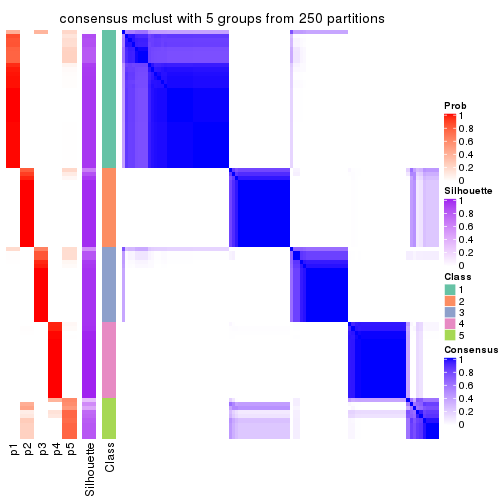 consensus mclust with 5 groups from 250 partitions
Prob
1
0.8
0.6
0.4
0.2
0
Silhouette
1
0.8
0.6
0.4
0.2
0
Class
1
2
3
4
5
Consensus
1
0.8
0.6
0.4
0.2
0
p1
p2
p3
p4
p5
Silhouette
Class